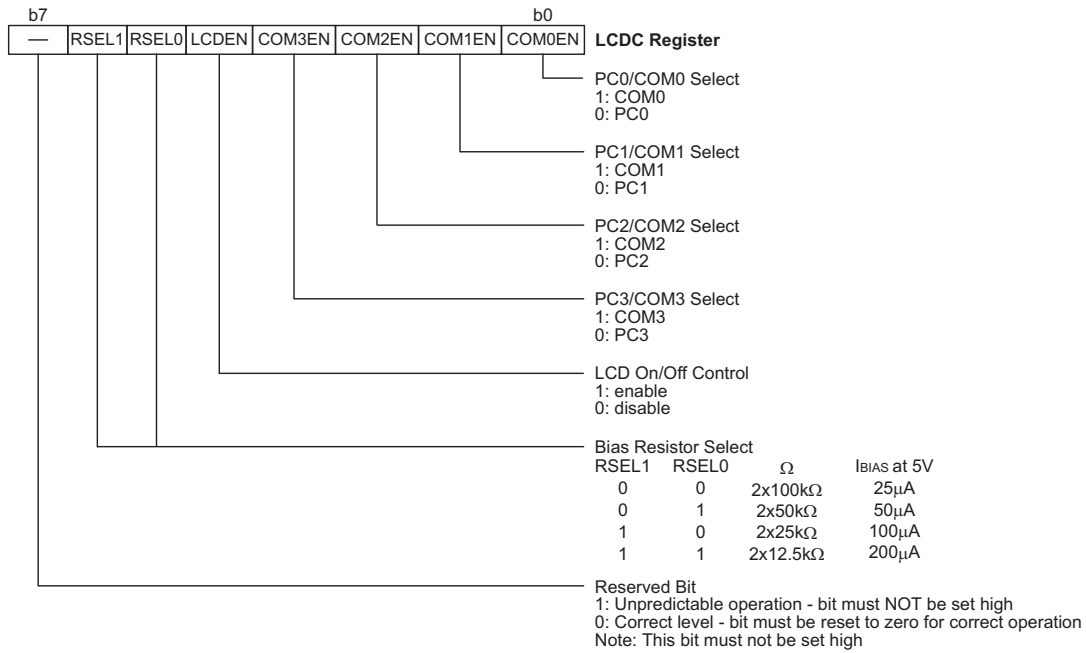 b7 b0
— RSEL1 RSEL0 LCDEN COM3EN COM2EN COM1EN COM0EN LCDC Register
PC0/COM0 Select
1: COM0
0: PC0
PC1/COM1 Select
1: COM1
0: PC1
PC2/COM2 Select
1: COM2
0: PC2
PC3/COM3 Select
1: COM3
0: PC3
LCD On/Off Control
1: enable
0: disable
Bias Resistor Select
RSEL1 RSEL0 Ω IBIAS at 5V
0 0 2x100kΩ 25μA
0 1 2x50kΩ 50μA
1 0 2x25kΩ 100μA
1 1 2x12.5kΩ 200μA
Reserved Bit
1: Unpredictable operation - bit must NOT be set high
0: Correct level - bit must be reset to zero for correct operation
Note: This bit must not be set high